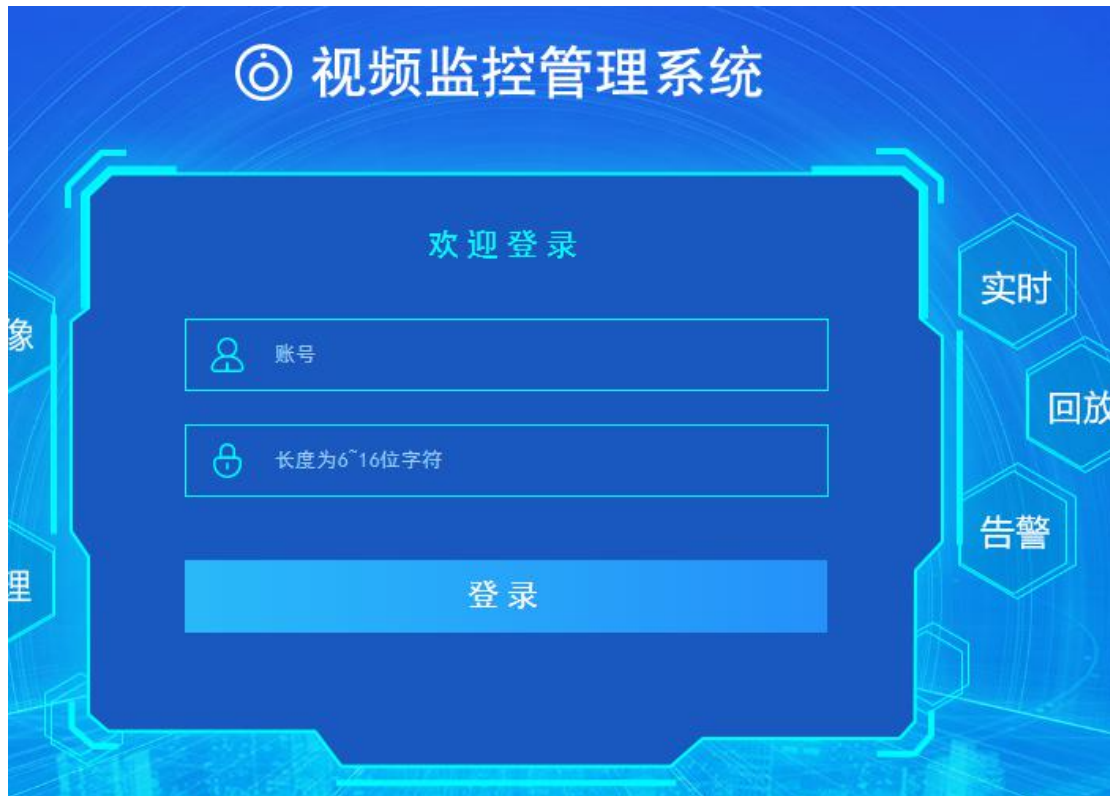 视频监控管理系统
欢迎登录
实时
像
账号
回放
长度为6~16位字符
告警
理
登录